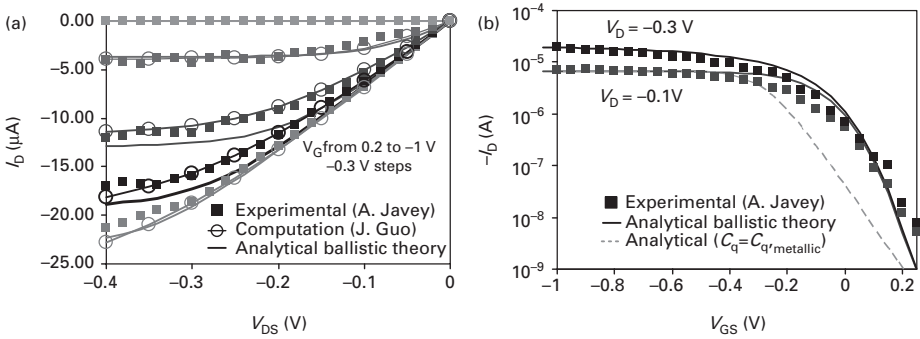 (a)
0.00
−5.00
−10.00
−15.00
−20.00
−25.00
I_D (μA)
−0.4
−0.3
−0.2
−0.1
0
V_DS (V)
V_G from 0.2 to −1 V
−0.3 V steps
Experimental (A. Javey)
Computation (J. Guo)
Analytical ballistic theory
(b)
10⁻⁴
10⁻⁵
10⁻⁶
10⁻⁷
10⁻⁸
10⁻⁹
−I_D (A)
V_D = −0.3 V
V_D = −0.1V
Experimental (A. Javey)
Analytical ballistic theory
Analytical (C_q=C_q,metallic)
−1
−0.8
−0.6
−0.4
−0.2
0
0.2
V_GS (V)